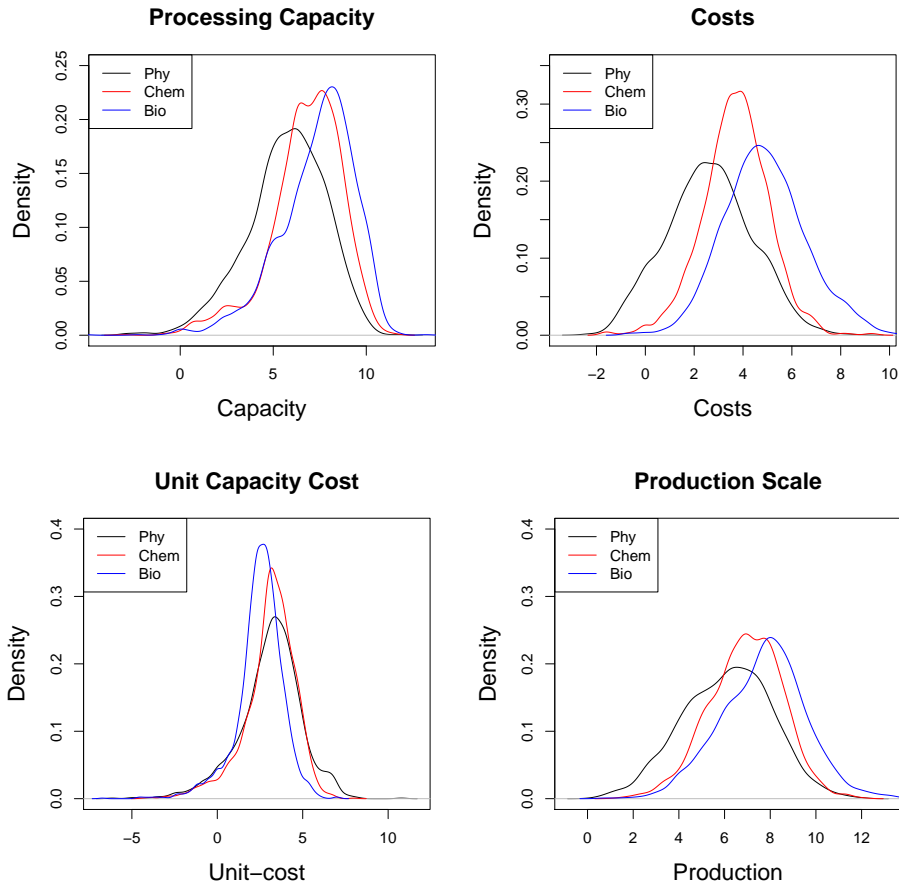 Processing Capacity
Density
0.00 0.05 0.10 0.15 0.20 0.25
Phy
Chem
Bio
0 5 10
Capacity
Costs
Density
0.00 0.10 0.20 0.30
Phy
Chem
Bio
−2 0 2 4 6 8 10
Costs
Unit Capacity Cost
Density
0.0 0.1 0.2 0.3 0.4
Phy
Chem
Bio
−5 0 5 10
Unit−cost
Production Scale
Density
0.0 0.1 0.2 0.3 0.4
Phy
Chem
Bio
0 2 4 6 8 10 12
Production